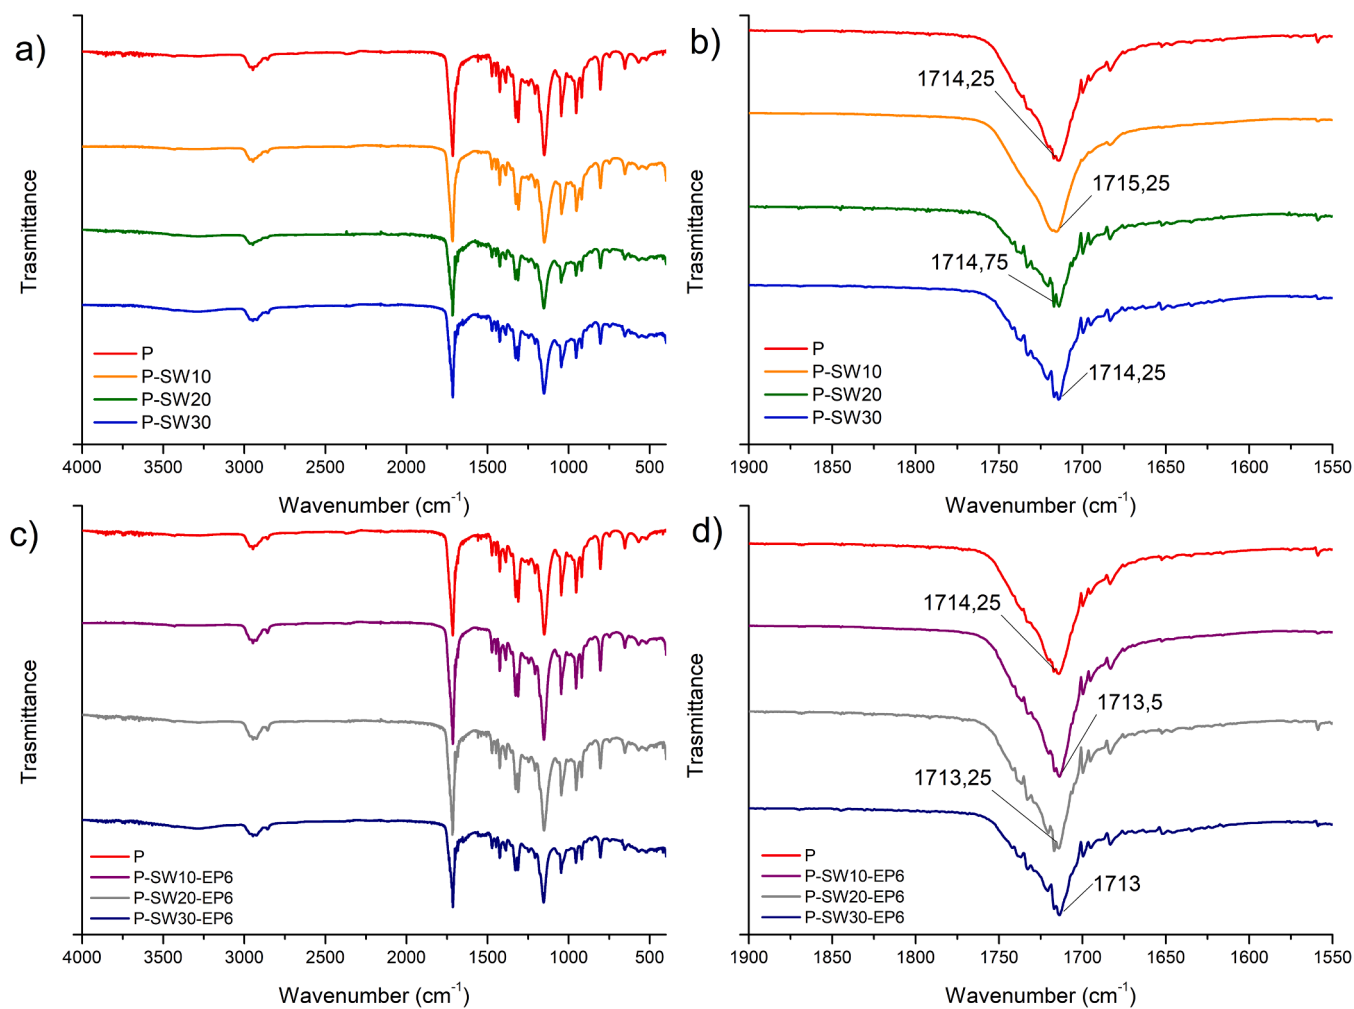 a)
Trasmittance
P
P-SW10
P-SW20
P-SW30
4000 3500 3000 2500 2000 1500 1000 500
Wavenumber (cm⁻¹)
b)
Trasmittance
1714,25
1715,25
1714,75
1714,25
P
P-SW10
P-SW20
P-SW30
1900 1850 1800 1750 1700 1650 1600 1550
Wavenumber (cm⁻¹)
c)
Trasmittance
P
P-SW10-EP6
P-SW20-EP6
P-SW30-EP6
4000 3500 3000 2500 2000 1500 1000 500
Wavenumber (cm⁻¹)
d)
Trasmittance
1714,25
1713,5
1713,25
1713
P
P-SW10-EP6
P-SW20-EP6
P-SW30-EP6
1900 1850 1800 1750 1700 1650 1600 1550
Wavenumber (cm⁻¹)